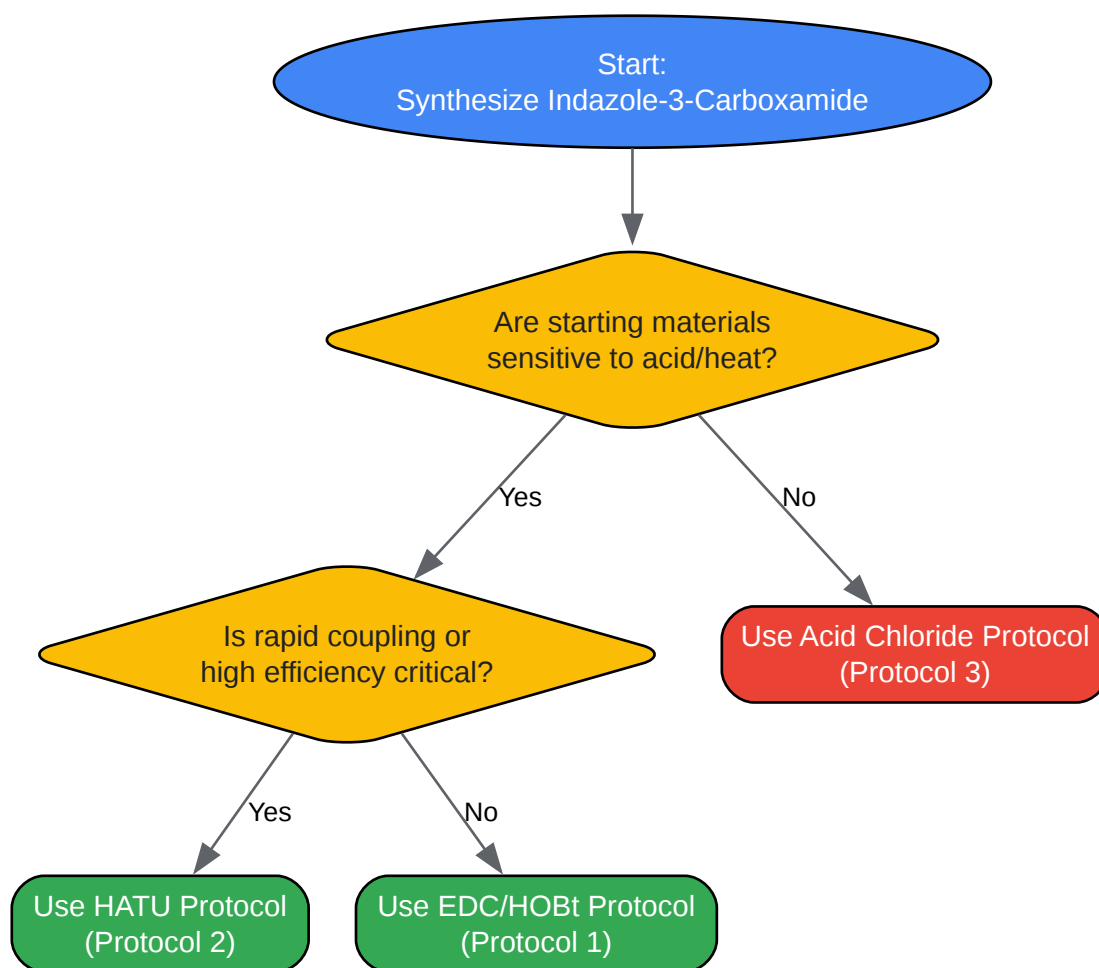 Start:
Synthesize Indazole-3-Carboxamide
Are starting materials
sensitive to acid/heat?
Yes
No
Is rapid coupling or
high efficiency critical?
Use Acid Chloride Protocol
(Protocol 3)
Yes
No
Use HATU Protocol
(Protocol 2)
Use EDC/HOBt Protocol
(Protocol 1)